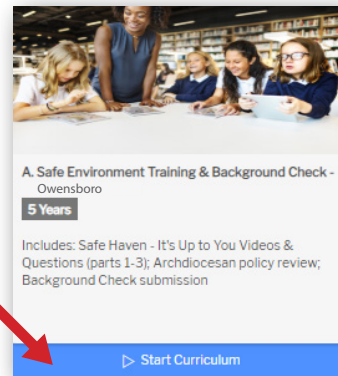 A. Safe Environment Training & Background Check -
Owensboro
5 Years
Includes: Safe Haven - It's Up to You Videos &
Questions (parts 1-3); Archdiocesan policy review;
Background Check submission
Start Curriculum